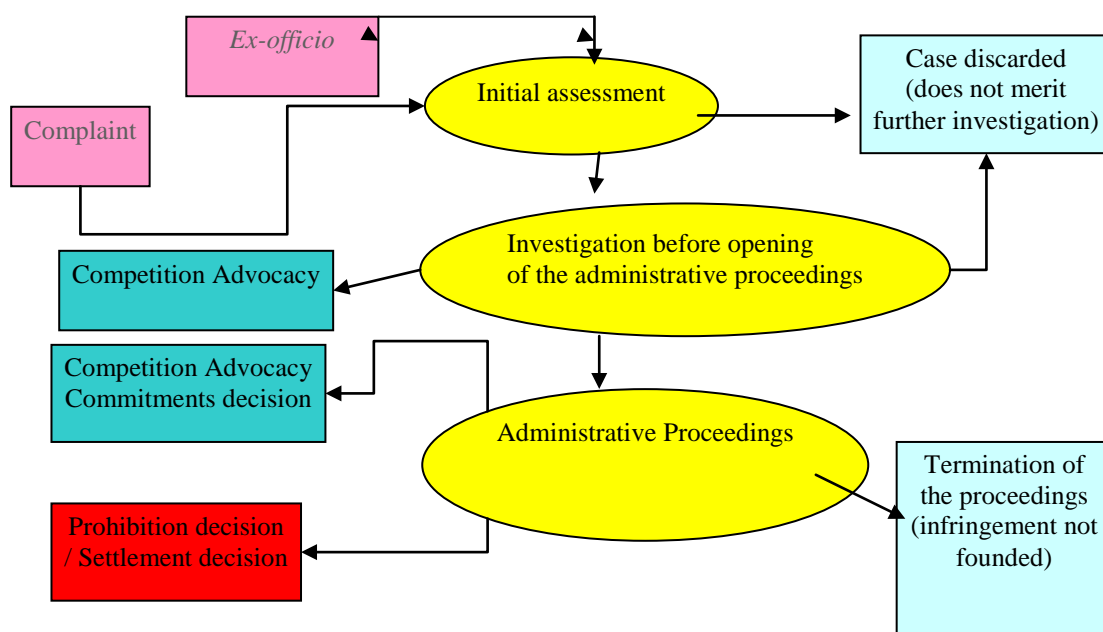 Ex-officio
Initial assessment
Case discarded
(does not merit
further investigation)
Complaint
Investigation before opening
of the administrative proceedings
Competition Advocacy
Competition Advocacy
Commitments decision
Administrative Proceedings
Termination of
the proceedings
(infringement not
founded)
Prohibition decision
/ Settlement decision